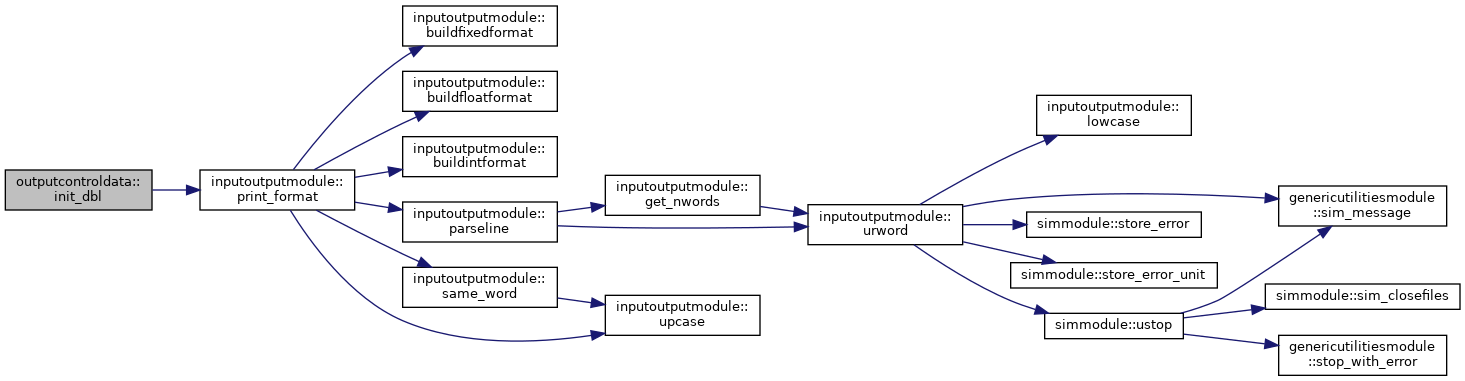 outputcontroldata::
init_dbl
inputoutputmodule::
print_format
inputoutputmodule::
buildfixedformat
inputoutputmodule::
buildfloatformat
inputoutputmodule::
buildintformat
inputoutputmodule::
parseline
inputoutputmodule::
same_word
inputoutputmodule::
get_nwords
inputoutputmodule::
upcase
inputoutputmodule::
urword
inputoutputmodule::
lowcase
simmodule::store_error
simmodule::store_error_unit
simmodule::ustop
genericutilitiesmodule
::sim_message
simmodule::sim_closefiles
genericutilitiesmodule
::stop_with_error